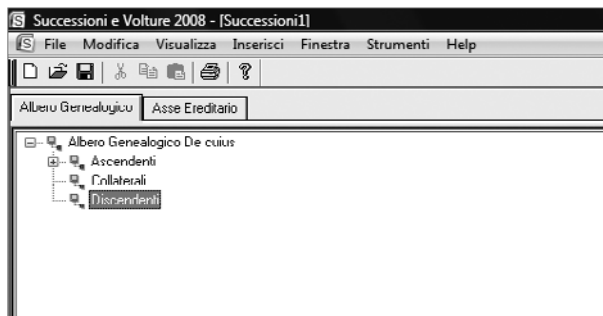 Successioni e Volture 2008 - [Successioni1]
File Modifica Visualizza Inserisci Finestra Strumenti Help
Albero Genealogico Asse Ereditario
Albero Genealogico De cuius
Ascendenti
Collaterali
Discendenti